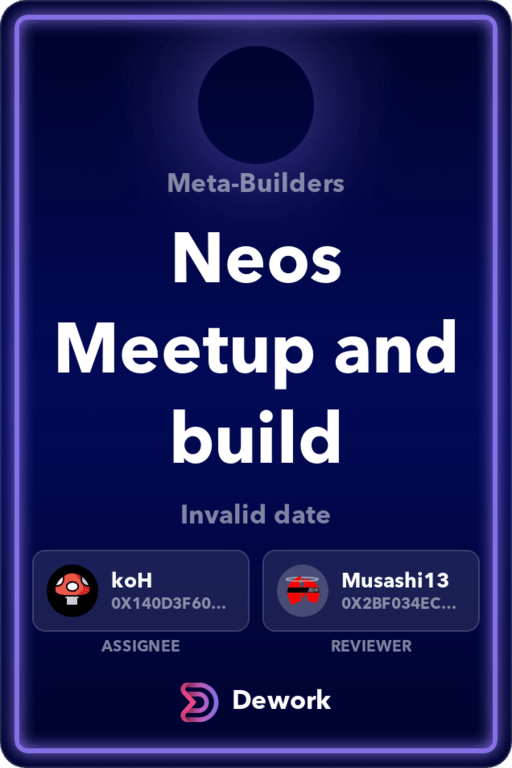 Meta-Builders
Neos
Meetup and
build
Invalid date
koH
0X140D3F60...
Musashi13
0X2BF034EC...
ASSIGNEE
REVIEWER
Dework